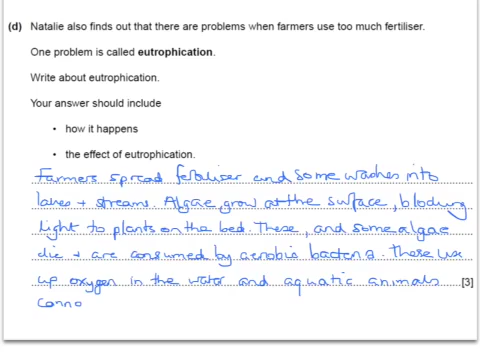 (d) Natalie also finds out that there are problems when farmers use too much fertiliser.
One problem is called eutrophication.
Write about eutrophication.
Your answer should include
• how it happens
• the effect of eutrophication.
Farmers spread fertiliser and some washes into
lakes + streams. Algae grow at the surface, blocking
light to plants on the bed. These, and some algae
die + are consumed by aerobic bacteria. These use
up oxygen in the water and aquatic animals [3]
canno